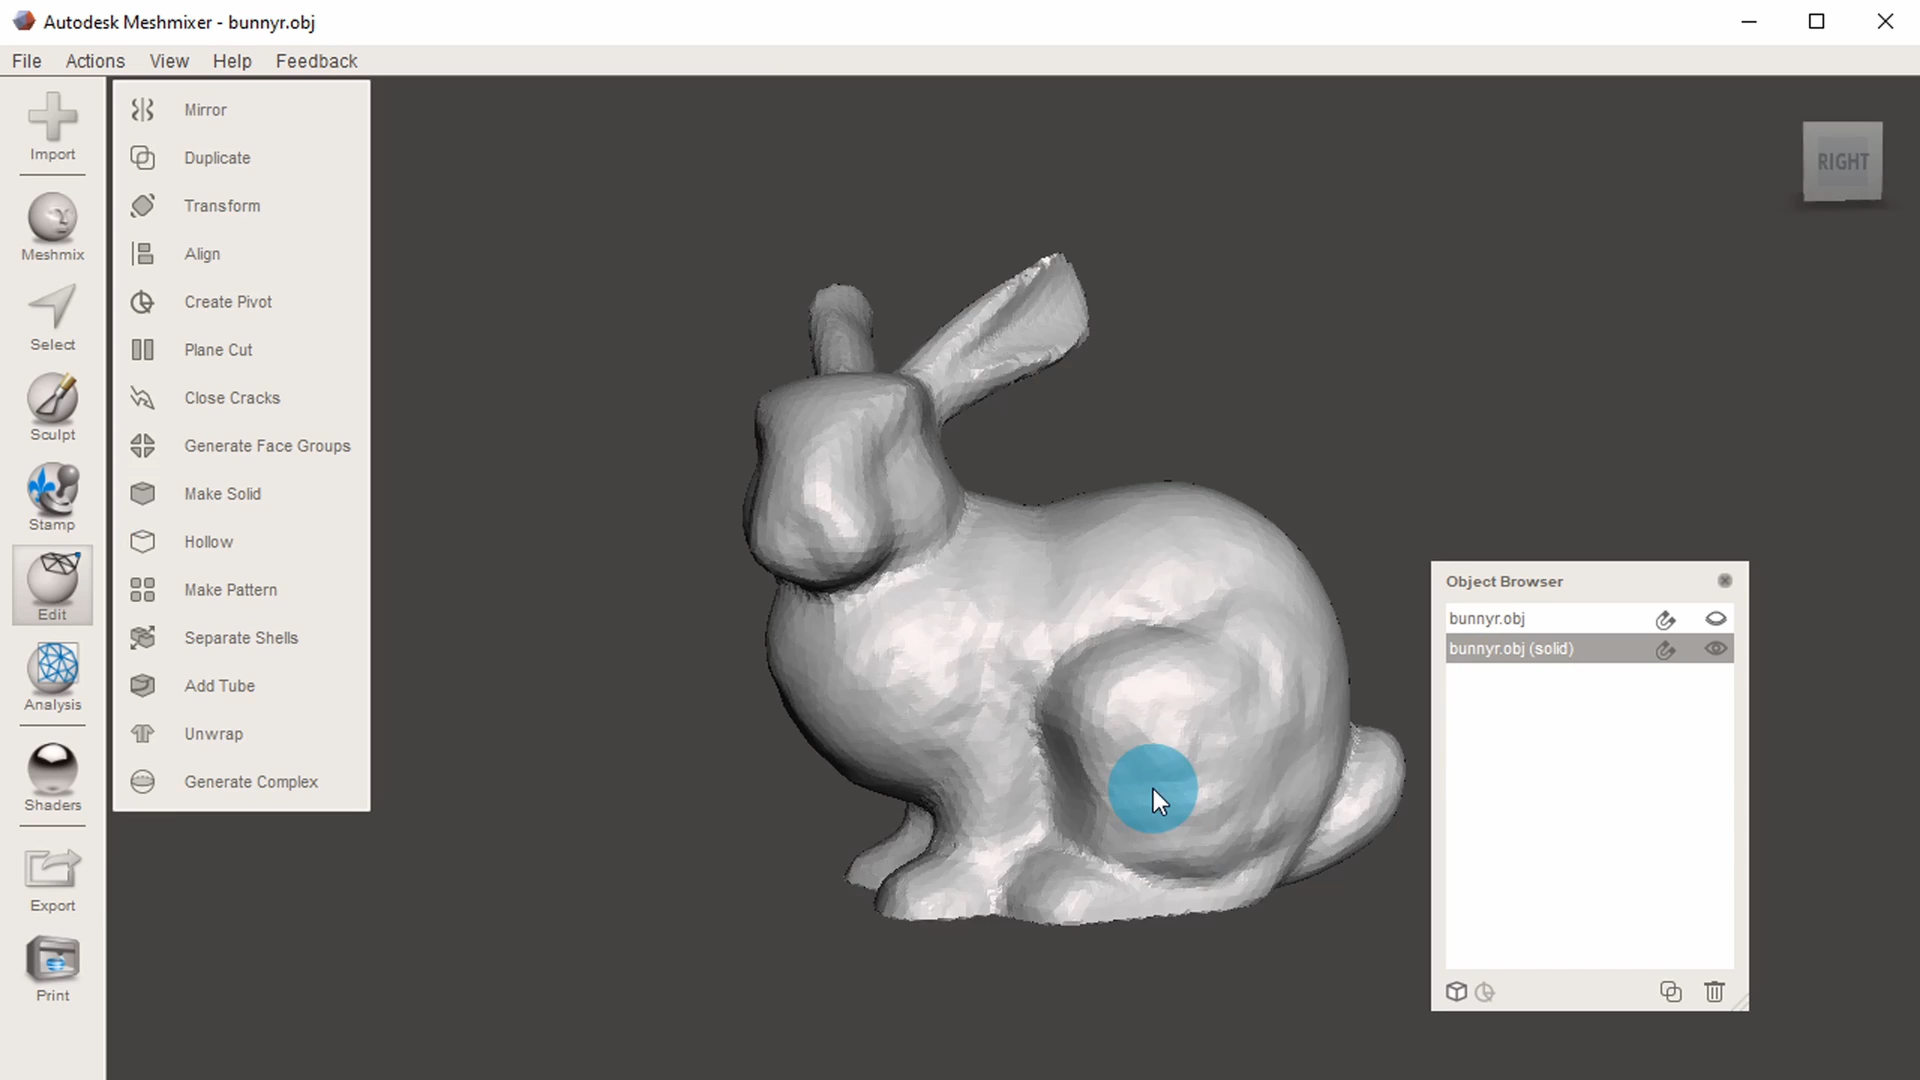 Autodesk Meshmixer - bunnyr.obj
File Actions View Help Feedback
Import
Meshmix
Select
Sculpt
Stamp
Edit
Analysis
Shaders
Export
Print
Mirror
Duplicate
Transform
Align
Create Pivot
Plane Cut
Close Cracks
Generate Face Groups
Make Solid
Hollow
Make Pattern
Separate Shells
Add Tube
Unwrap
Generate Complex
RIGHT
Object Browser
bunnyr.obj
bunnyr.obj (solid)